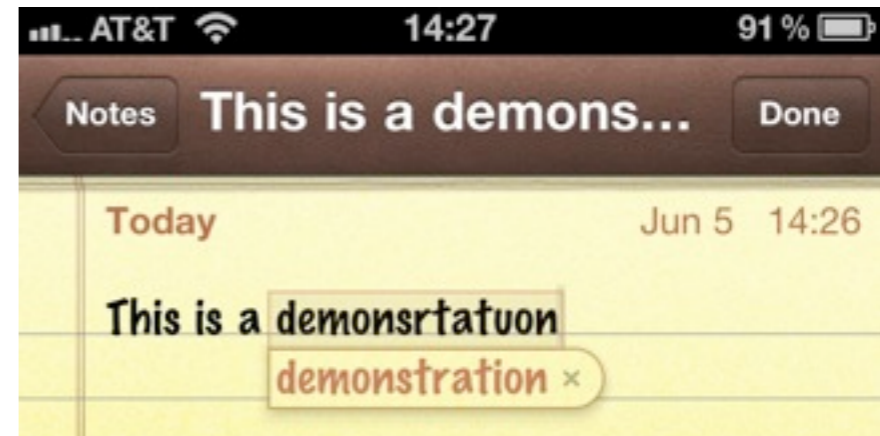 AT&T 14:27 91 %
Notes This is a demons... Done
Today Jun 5 14:26
This is a demonsrtatuon
demonstration ×